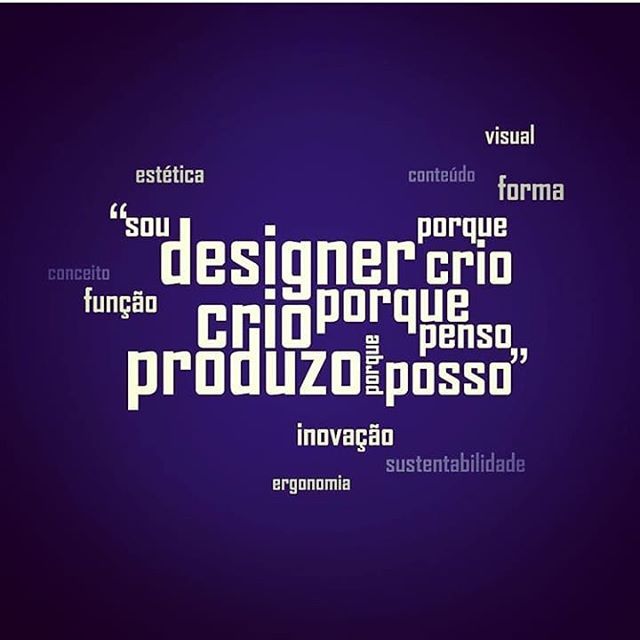 visual
estética
conteúdo
forma
“sou designer porque crio
conceito
função
crio porque penso
produzo porque posso”
inovação
sustentabilidade
ergonomia